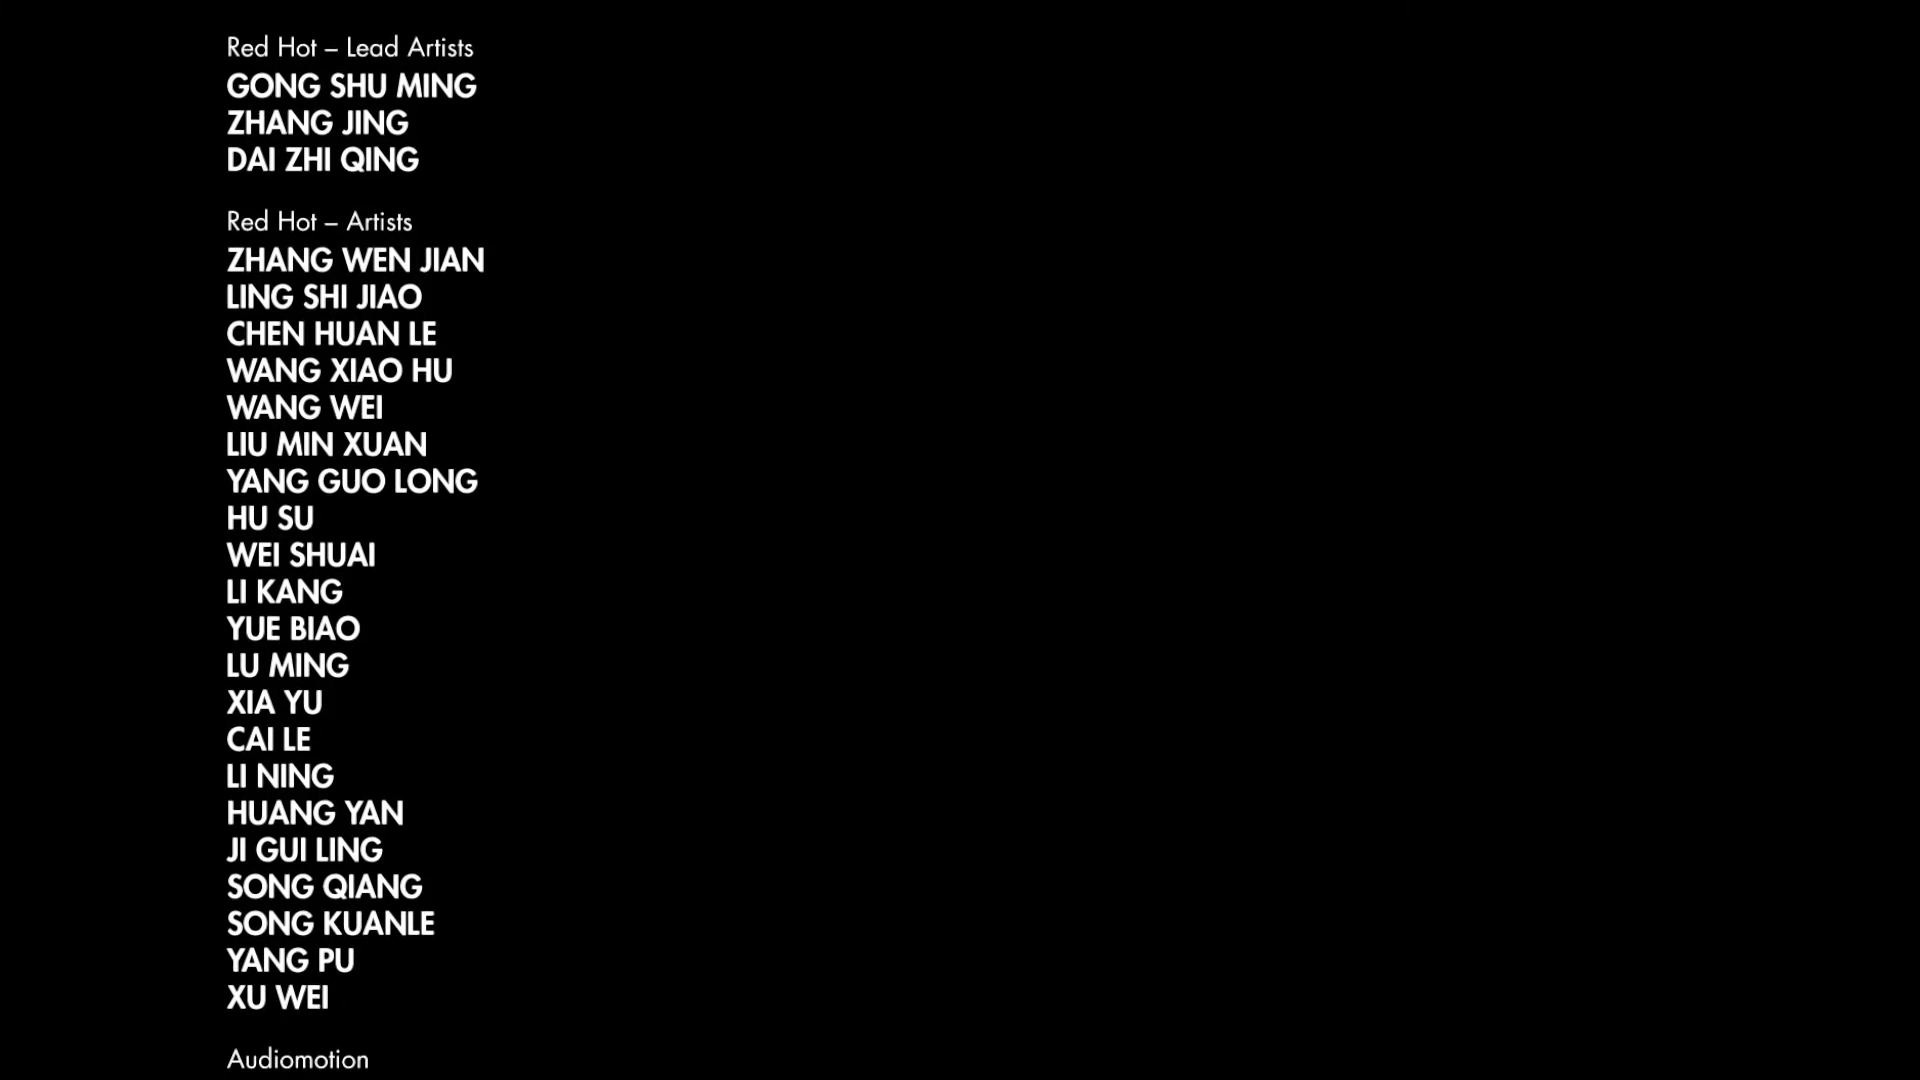 Red Hot – Lead Artists
GONG SHU MING
ZHANG JING
DAI ZHI QING
Red Hot – Artists
ZHANG WEN JIAN
LING SHI JIAO
CHEN HUAN LE
WANG XIAO HU
WANG WEI
LIU MIN XUAN
YANG GUO LONG
HU SU
WEI SHUAI
LI KANG
YUE BIAO
LU MING
XIA YU
CAI LE
LI NING
HUANG YAN
JI GUI LING
SONG QIANG
SONG KUANLE
YANG PU
XU WEI
Audiomotion